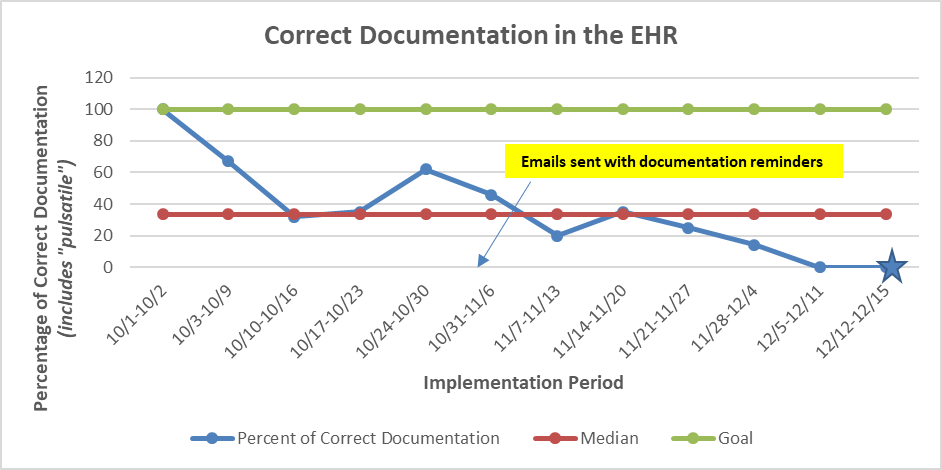 Correct Documentation in the EHR
Percentage of Correct Documentation
(includes "pulsatile")
120
100
80
60
40
20
0
Emails sent with documentation reminders
10/1-10/2
10/3-10/9
10/10-10/16
10/17-10/23
10/24-10/30
10/31-11/6
11/7-11/13
11/14-11/20
11/21-11/27
11/28-12/4
12/5-12/11
12/12-12/15
Implementation Period
Percent of Correct Documentation
Median
Goal